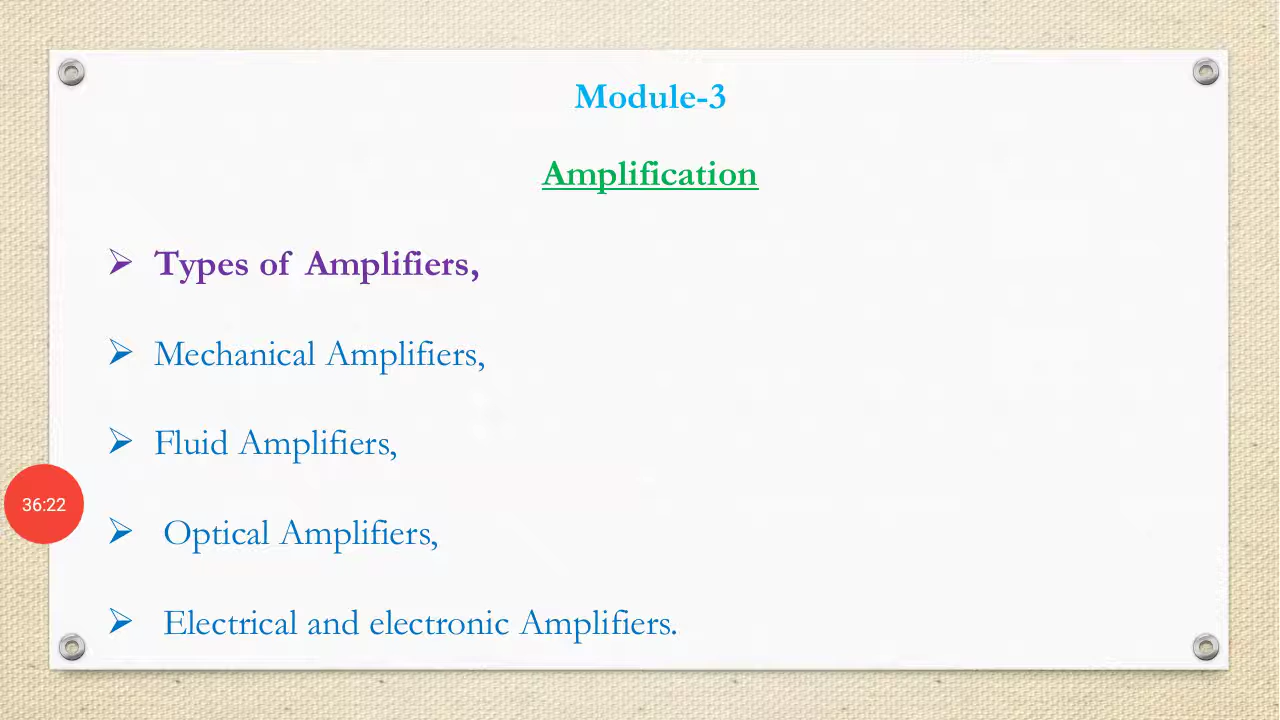 Module-3
Amplification
➢ Types of Amplifiers,
➢ Mechanical Amplifiers,
➢ Fluid Amplifiers,
36:22
➢ Optical Amplifiers,
➢ Electrical and electronic Amplifiers.